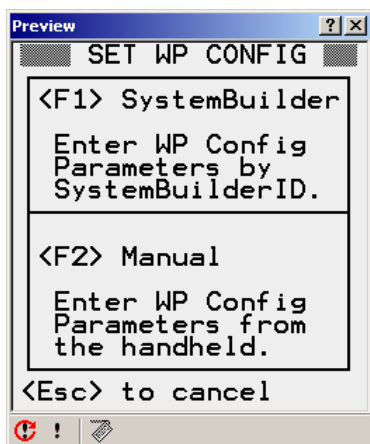 Preview
SET WP CONFIG
<F1> SystemBuilder
Enter WP Config
Parameters by
SystemBuilderID.
<F2> Manual
Enter WP Config
Parameters from
the handheld.
<Esc> to cancel